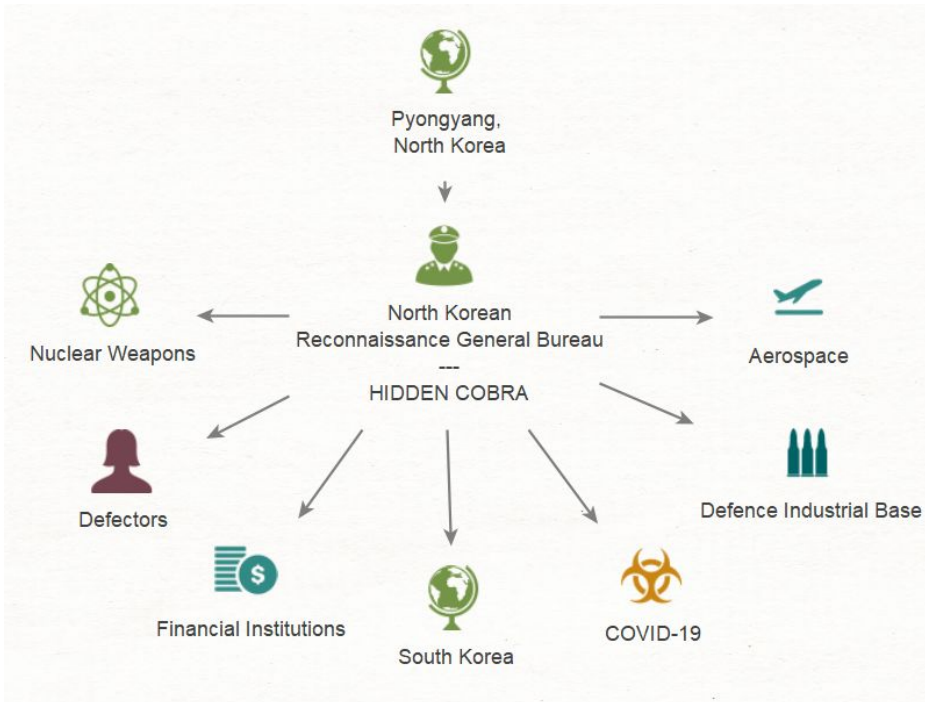 Pyongyang,
North Korea
North Korean
Reconnaissance General Bureau
---
HIDDEN COBRA
Nuclear Weapons
Aerospace
Defectors
Defence Industrial Base
$
Financial Institutions
South Korea
COVID-19